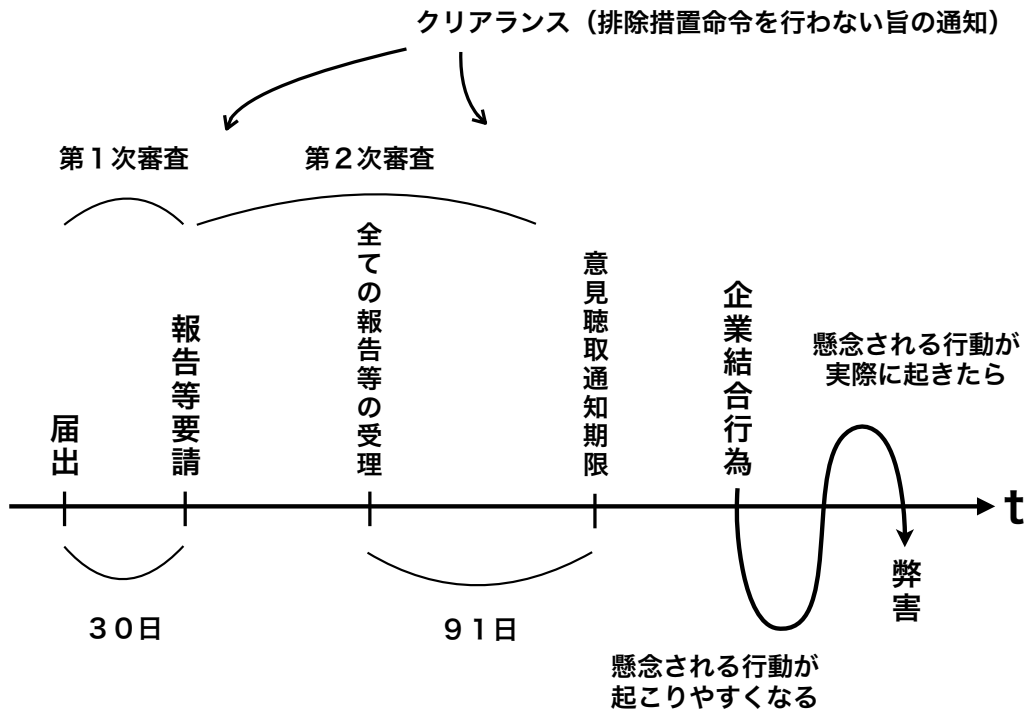 クリアランス（排除措置命令を行わない旨の通知）
第１次審査
第２次審査
届出
報告等要請
全ての報告等の受理
意見聴取通知期限
企業結合行為
懸念される行動が
実際に起きたら
t
弊害
３０日
９１日
懸念される行動が
起こりやすくなる